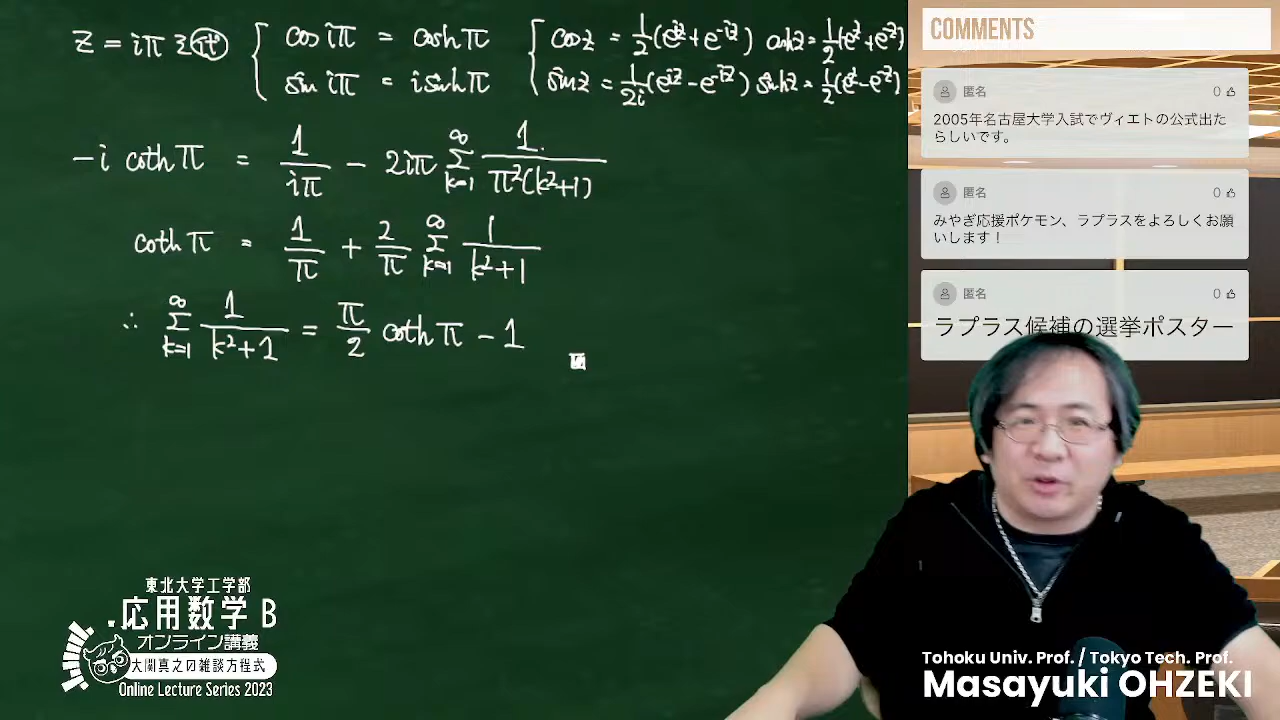 z = iπ とすれば { cos iπ = cosh π { cos z = 1/2 (e^{iz} + e^{-iz}) cosh z = 1/2 (e^z + e^{-z})
sin iπ = i sinh π sin z = 1/2i (e^{iz} - e^{-iz}) sinh z = 1/2 (e^z - e^{-z})
-i coth π = 1/iπ - 2iπ ∑_{k=1}^{∞} 1/π²(k²+1)
coth π = 1/π + 2/π ∑_{k=1}^{∞} 1/k²+1
∴ ∑_{k=1}^{∞} 1/k²+1 = π/2 coth π - 1
COMMENTS
匿名 0
2005年名古屋大学入試でヴィエトの公式出た
らしいです。
匿名 0
みやぎ応援ポケモン、ラプラスをよろしくお願
いします！
匿名 0
ラプラス候補の選挙ポスター
東北大学工学部
応用数学 B
オンライン講義
大関真之の雑談方程式
Online Lecture Series 2023
Tohoku Univ. Prof. / Tokyo Tech. Prof.
Masayuki OHZEKI